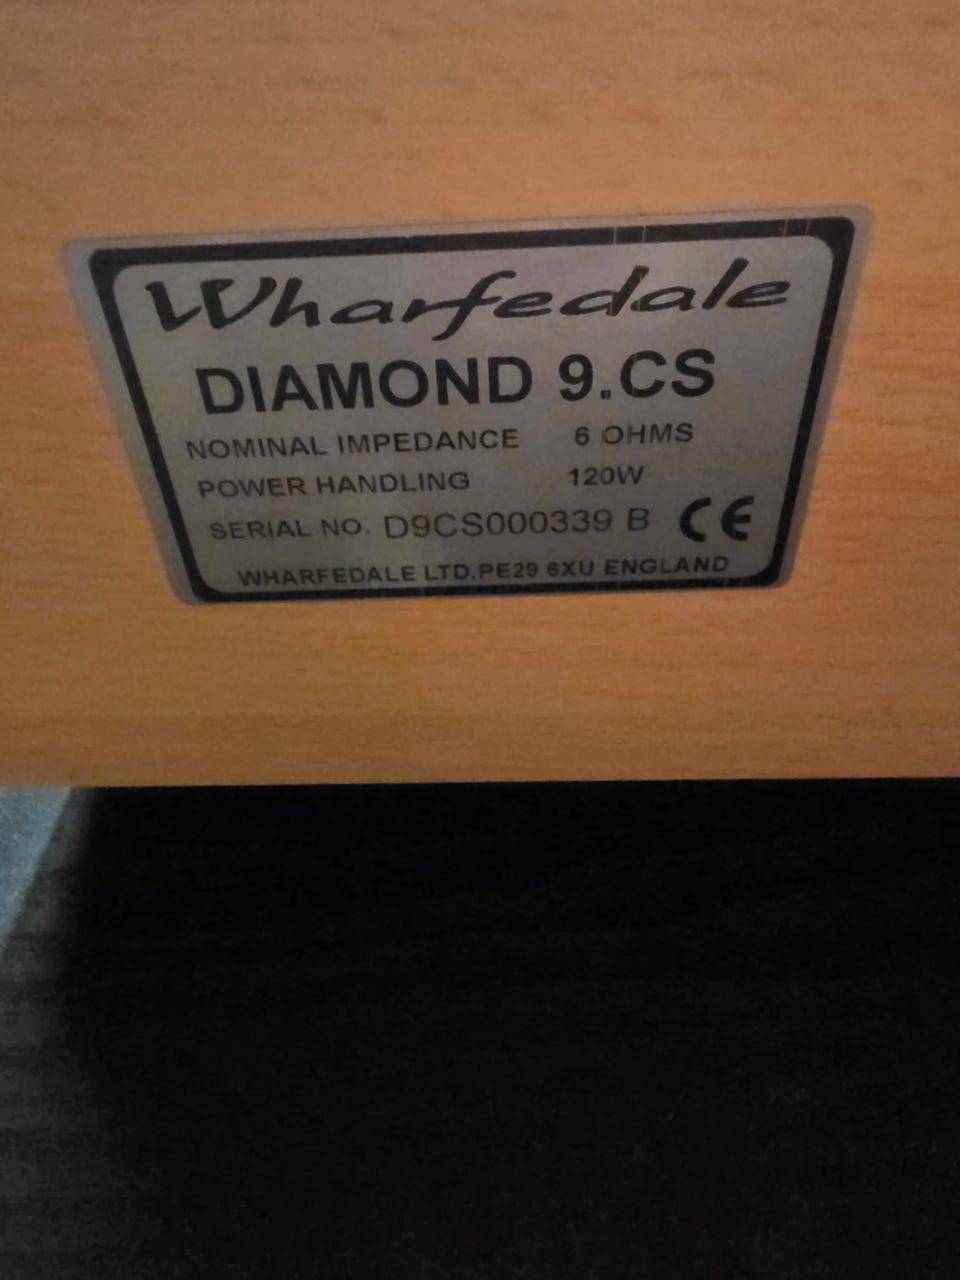 Wharfedale
DIAMOND 9.CS
NOMINAL IMPEDANCE 6 OHMS
POWER HANDLING 120W
SERIAL NO. D9CS000339 B CE
WHARFEDALE LTD.PE29 6XU ENGLAND